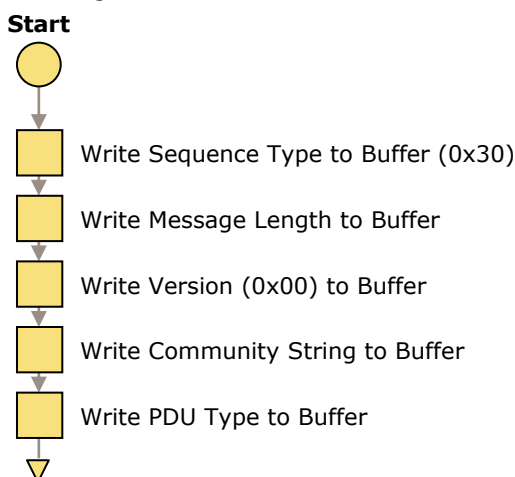 Start
Write Sequence Type to Buffer (0x30)
Write Message Length to Buffer
Write Version (0x00) to Buffer
Write Community String to Buffer
Write PDU Type to Buffer